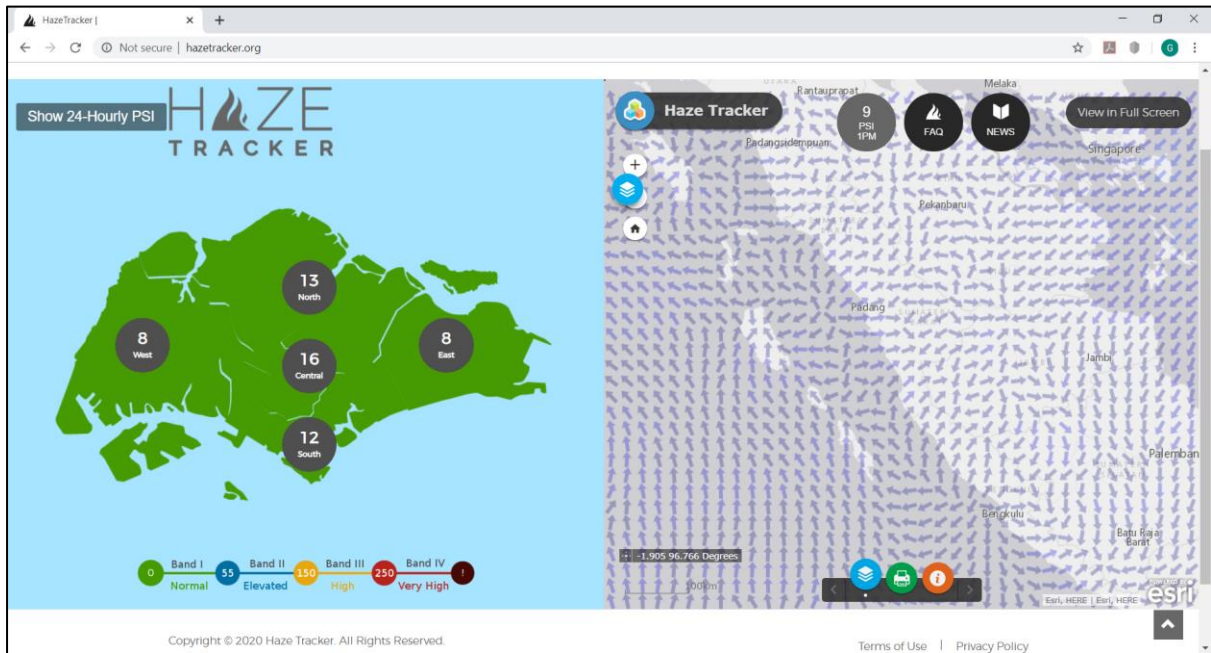 HazeTracker |
Not secure | hazetracker.org
G
Show 24-Hourly PSI
HAZE
TRACKER
13
North
8
West
16
Central
8
East
12
South
0
Band I
Normal
55
Band II
Elevated
150
Band III
High
250
Band IV
Very High
!
Haze Tracker
9
PSI
1PM
FAQ
NEWS
View in Full Screen
Rantauprapat
Melaka
Padangsidempuan
Singapore
Pekanbaru
Padang
Jambi
Palemban
Bengkulu
Batu Raja
Barat
-1.905 96.766 Degrees
100km
Esri, HERE | Esri, HERE
POWERED BY
esri
Copyright © 2020 Haze Tracker. All Rights Reserved.
Terms of Use | Privacy Policy